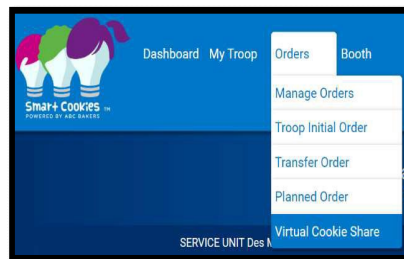 Dashboard My Troop Orders Booth
Smart Cookies TM
POWERED BY ABC BAKERS
Manage Orders
Troop Initial Order
Transfer Order
Planned Order
Virtual Cookie Share
SERVICE UNIT Des